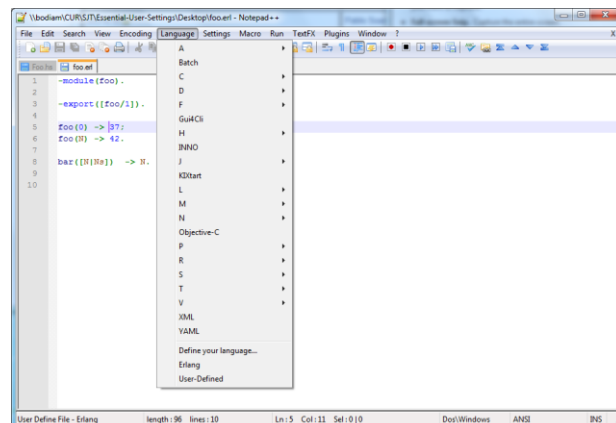 \\bodiam\CUR\SJT\Essential-User-Settings\Desktop\foo.erl - Notepad++
File Edit Search View Encoding Language Settings Macro Run TextFX Plugins Window ? X
Foo.hs foo.erl
1 -module(foo).
2
3 -export([foo/1]).
4
5 foo(0) -> 37;
6 foo(N) -> 42.
7
8 bar([N|Ns]) -> N.
9
10
A
Batch
C
D
F
Gui4Cli
H
INNO
J
KIXtart
L
M
N
Objective-C
P
R
S
T
V
XML
YAML
Define your language...
Erlang
User-Defined
User Define File - Erlang length : 96 lines : 10 Ln : 5 Col : 11 Sel : 0 | 0 Dos\Windows ANSI INS